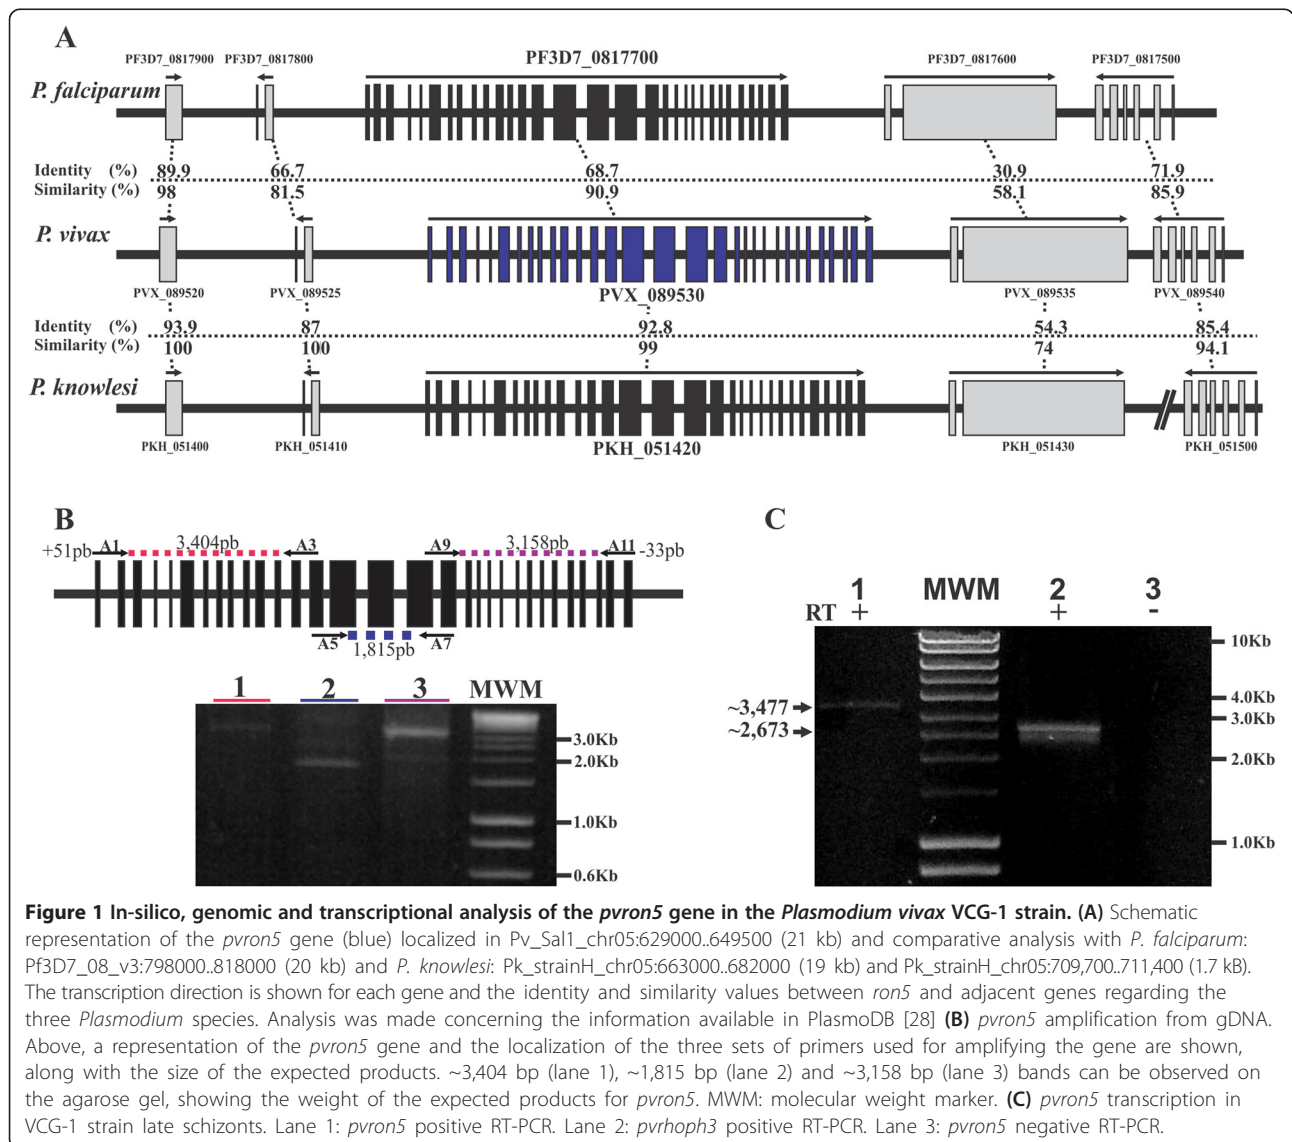 A
PF3D7_0817900 PF3D7_0817800 PF3D7_0817700 PF3D7_0817600 PF3D7_0817500
P. falciparum
Identity (%) 89.9 66.7 68.7 30.9 71.9
Similarity (%) 98 81.5 90.9 58.1 85.9
P. vivax
PVX_089520 PVX_089525 PVX_089530 PVX_089535 PVX_089540
Identity (%) 93.9 87 92.8 54.3 85.4
Similarity (%) 100 100 99 74 94.1
P. knowlesi
PKH_051400 PKH_051410 PKH_051420 PKH_051430 PKH_051500
B
+51pb A1 3,404pb A3 A9 3,158pb A11 -33pb
A5 1,815pb A7
1 2 3 MWM
3.0Kb
2.0Kb
1.0Kb
0.6Kb
C
1 MWM 2 3
RT + + -
10Kb
4.0Kb
~3,477
3.0Kb
~2,673
2.0Kb
1.0Kb
Figure 1 In-silico, genomic and transcriptional analysis of the pvron5 gene in the Plasmodium vivax VCG-1 strain. (A) Schematic
representation of the pvron5 gene (blue) localized in Pv_Sal1_chr05:629000..649500 (21 kb) and comparative analysis with P. falciparum:
Pf3D7_08_v3:798000..818000 (20 kb) and P. knowlesi: Pk_strainH_chr05:663000..682000 (19 kb) and Pk_strainH_chr05:709,700..711,400 (1.7 kB).
The transcription direction is shown for each gene and the identity and similarity values between ron5 and adjacent genes regarding the
three Plasmodium species. Analysis was made concerning the information available in PlasmoDB [28] (B) pvron5 amplification from gDNA.
Above, a representation of the pvron5 gene and the localization of the three sets of primers used for amplifying the gene are shown,
along with the size of the expected products. ~3,404 bp (lane 1), ~1,815 bp (lane 2) and ~3,158 bp (lane 3) bands can be observed on
the agarose gel, showing the weight of the expected products for pvron5. MWM: molecular weight marker. (C) pvron5 transcription in
VCG-1 strain late schizonts. Lane 1: pvron5 positive RT-PCR. Lane 2: pvrhoph3 positive RT-PCR. Lane 3: pvron5 negative RT-PCR.